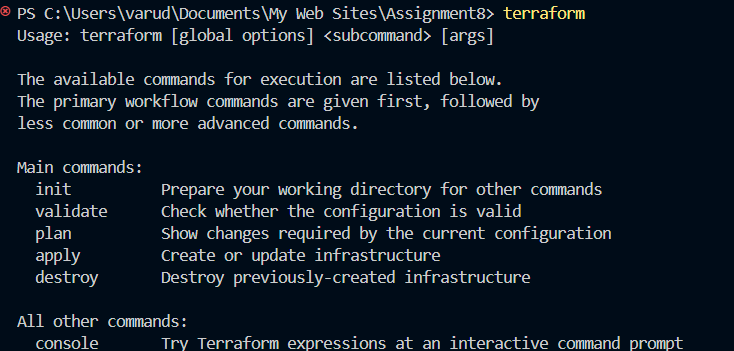 PS C:\Users\varud\Documents\My Web Sites\Assignment8> terraform
Usage: terraform [global options] <subcommand> [args]
The available commands for execution are listed below.
The primary workflow commands are given first, followed by
less common or more advanced commands.
Main commands:
init Prepare your working directory for other commands
validate Check whether the configuration is valid
plan Show changes required by the current configuration
apply Create or update infrastructure
destroy Destroy previously-created infrastructure
All other commands:
console Try Terraform expressions at an interactive command prompt